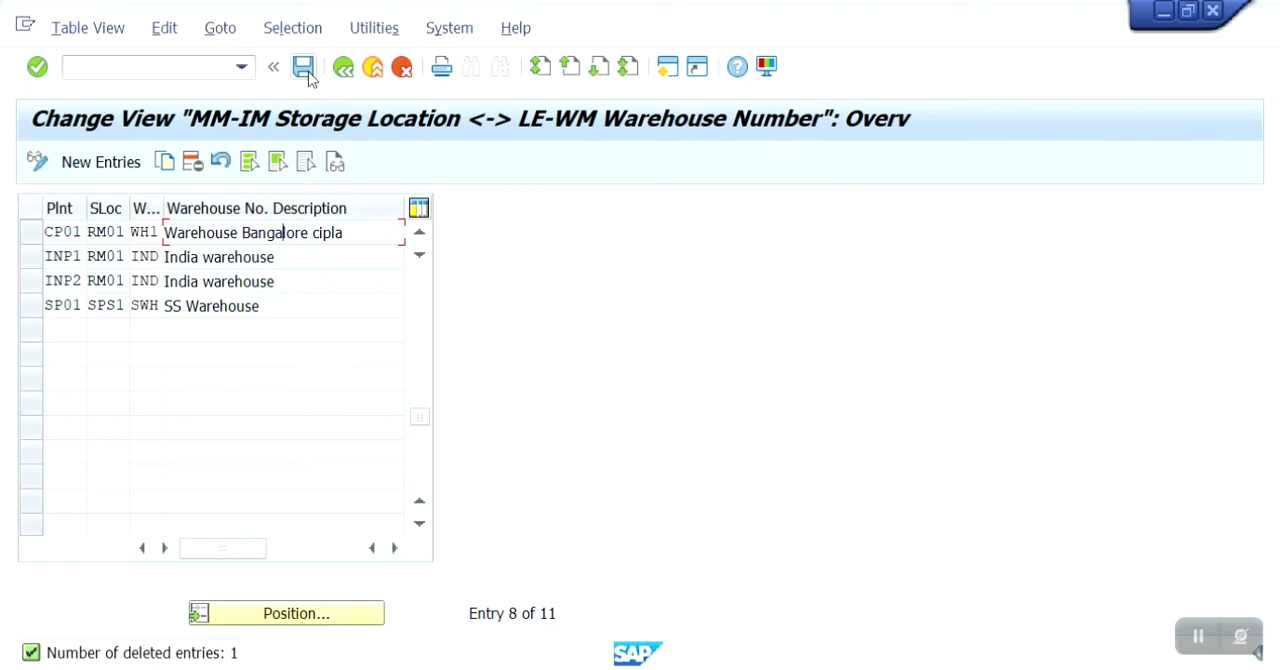 Table View Edit Goto Selection Utilities System Help
Change View "MM-IM Storage Location <-> LE-WM Warehouse Number": Overv
New Entries
Plnt SLoc W... Warehouse No. Description
CP01 RM01 WH1 Warehouse Bangalore cipla
INP1 RM01 IND India warehouse
INP2 RM01 IND India warehouse
SP01 SPS1 SWH SS Warehouse
Position... Entry 8 of 11
Number of deleted entries: 1
SAP